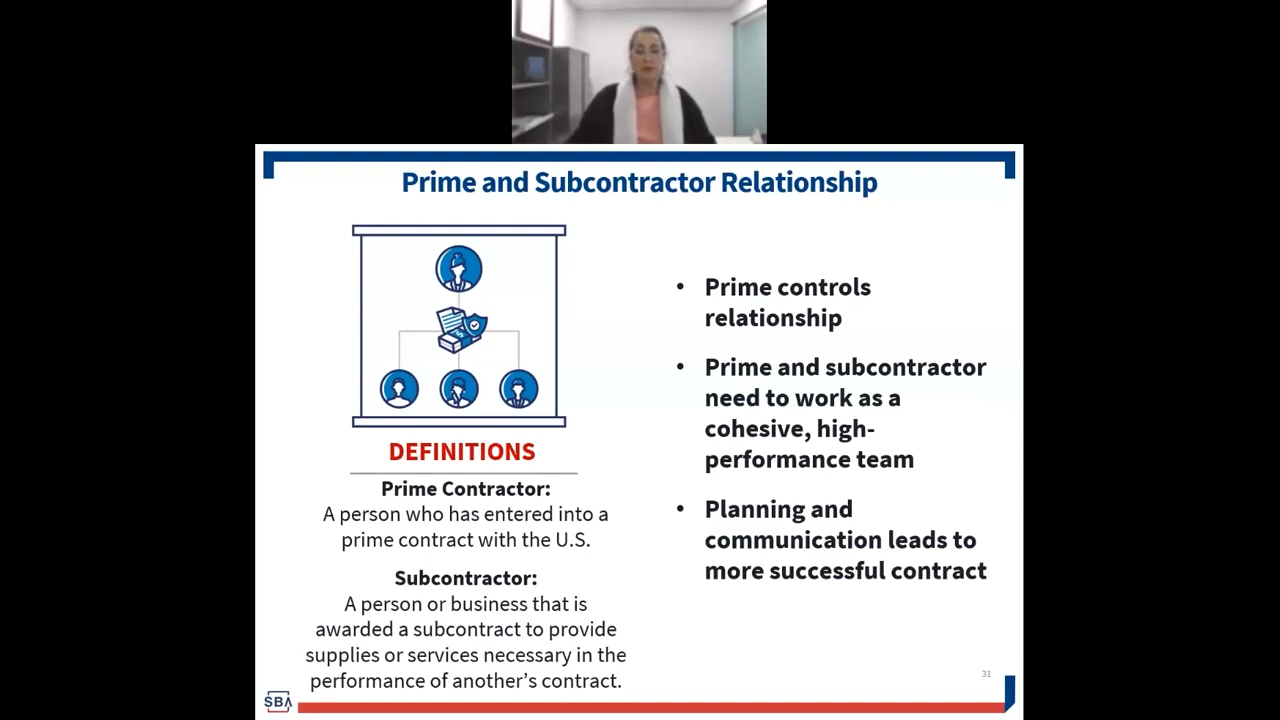 Prime and Subcontractor Relationship
DEFINITIONS
Prime Contractor:
A person who has entered into a
prime contract with the U.S.
Subcontractor:
A person or business that is
awarded a subcontract to provide
supplies or services necessary in the
performance of another’s contract.
• Prime controls
relationship
• Prime and subcontractor
need to work as a
cohesive, high-
performance team
• Planning and
communication leads to
more successful contract
31
SBA